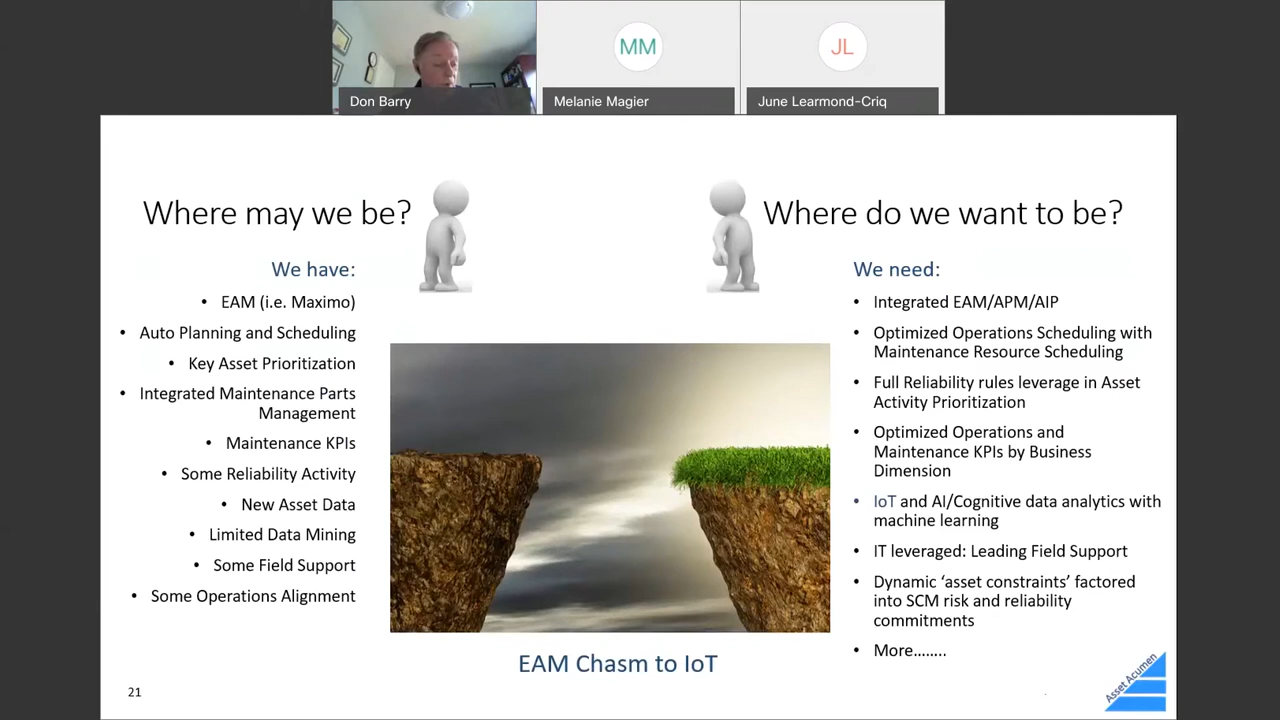 MM
JL
Don Barry
Melanie Magier
June Learmond-Criq
Where may we be?
Where do we want to be?
We have:
• EAM (i.e. Maximo)
• Auto Planning and Scheduling
• Key Asset Prioritization
• Integrated Maintenance Parts
Management
• Maintenance KPIs
• Some Reliability Activity
• New Asset Data
• Limited Data Mining
• Some Field Support
• Some Operations Alignment
We need:
• Integrated EAM/APM/AIP
• Optimized Operations Scheduling with
Maintenance Resource Scheduling
• Full Reliability rules leverage in Asset
Activity Prioritization
• Optimized Operations and
Maintenance KPIs by Business
Dimension
• IoT and AI/Cognitive data analytics with
machine learning
• IT leveraged: Leading Field Support
• Dynamic ‘asset constraints’ factored
into SCM risk and reliability
commitments
• More........
EAM Chasm to IoT
21
Asset Acumen